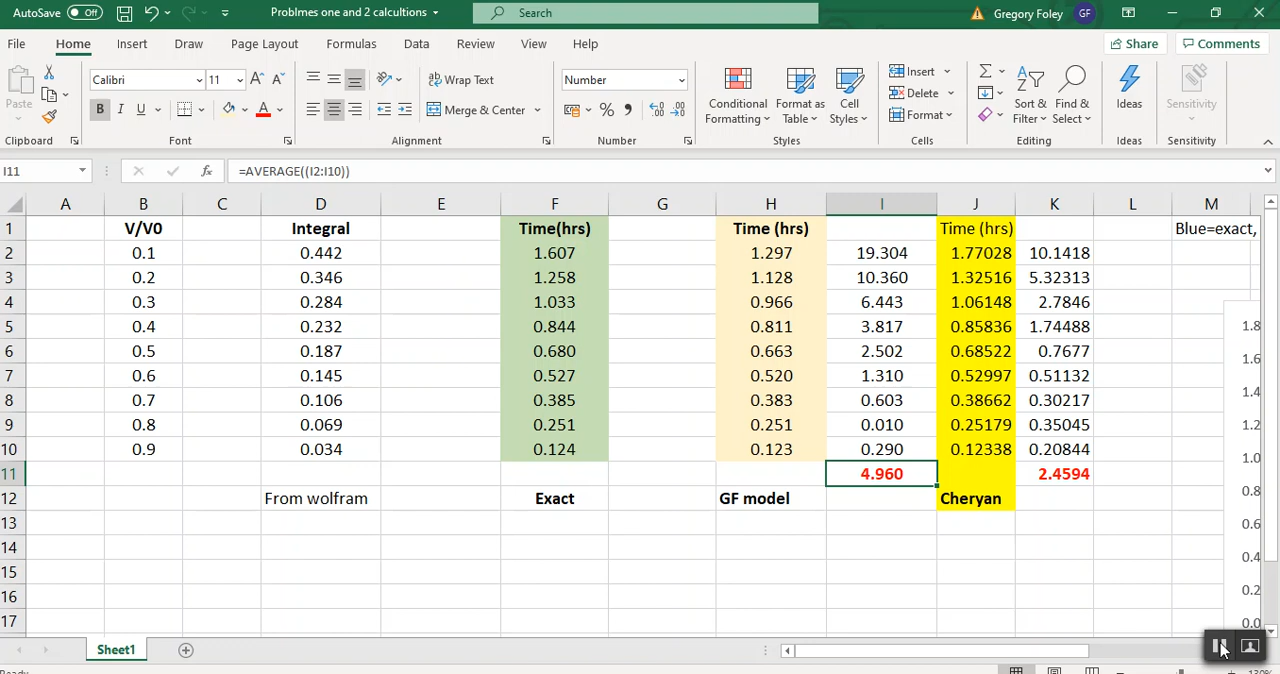 AutoSave Off Problmes one and 2 calcultions Search Gregory Foley GF
File Home Insert Draw Page Layout Formulas Data Review View Help Share Comments
Paste Calibri 11 B I U A Wrap Text Merge & Center Number % Conditional Formatting Format as Table Cell Styles Insert Delete Format Sort & Filter Find & Select Ideas Sensitivity
Clipboard Font Alignment Number Styles Cells Editing Ideas Sensitivity
I11 fx =AVERAGE((I2:I10))
A B C D E F G H I J K L M
1 V/V0 Integral Time(hrs) Time (hrs) Time (hrs) Blue=exact,
2 0.1 0.442 1.607 1.297 19.304 1.77028 10.1418
3 0.2 0.346 1.258 1.128 10.360 1.32516 5.32313
4 0.3 0.284 1.033 0.966 6.443 1.06148 2.7846
5 0.4 0.232 0.844 0.811 3.817 0.85836 1.74488 1.8
6 0.5 0.187 0.680 0.663 2.502 0.68522 0.7677 1.6
7 0.6 0.145 0.527 0.520 1.310 0.52997 0.51132 1.4
8 0.7 0.106 0.385 0.383 0.603 0.38662 0.30217 1.2
9 0.8 0.069 0.251 0.251 0.010 0.25179 0.35045
10 0.9 0.034 0.124 0.123 0.290 0.12338 0.20844 1.0
11 4.960 2.4594
12 From wolfram Exact GF model Cheryan 0.8
13 0.6
14 0.4
15
16 0.2
17 0.0
Sheet1